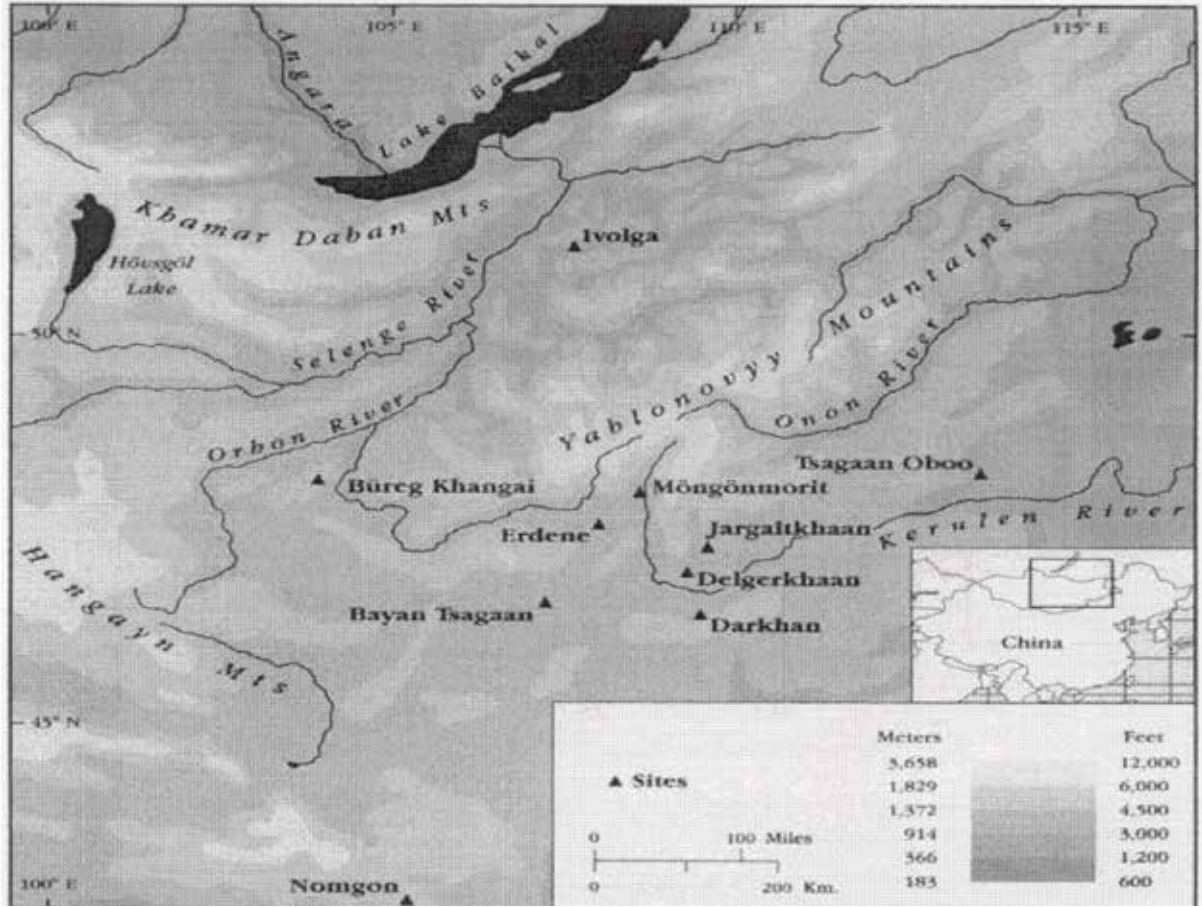 100° E
105° E
110° E
115° E
Angara
Lake Baikal
Khamar Daban Mts
Ivolga
Hövsgöl
Lake
Selenge River
50° N
Yablonovyy Mountains
Onon River
Orhon River
Tsagaan Oboo
Büreg Khangai
Möngönmorit
Erdene
Jargaltkhaan
Kerulen River
Delgerkhaan
Hangayn Mts
Bayan Tsagaan
Darkhan
China
45° N
Meters Feet
3,658 12,000
1,829 6,000
1,372 4,500
914 3,000
366 1,200
183 600
Sites
0 100 Miles
0 200 Km.
100° E
Nomgon